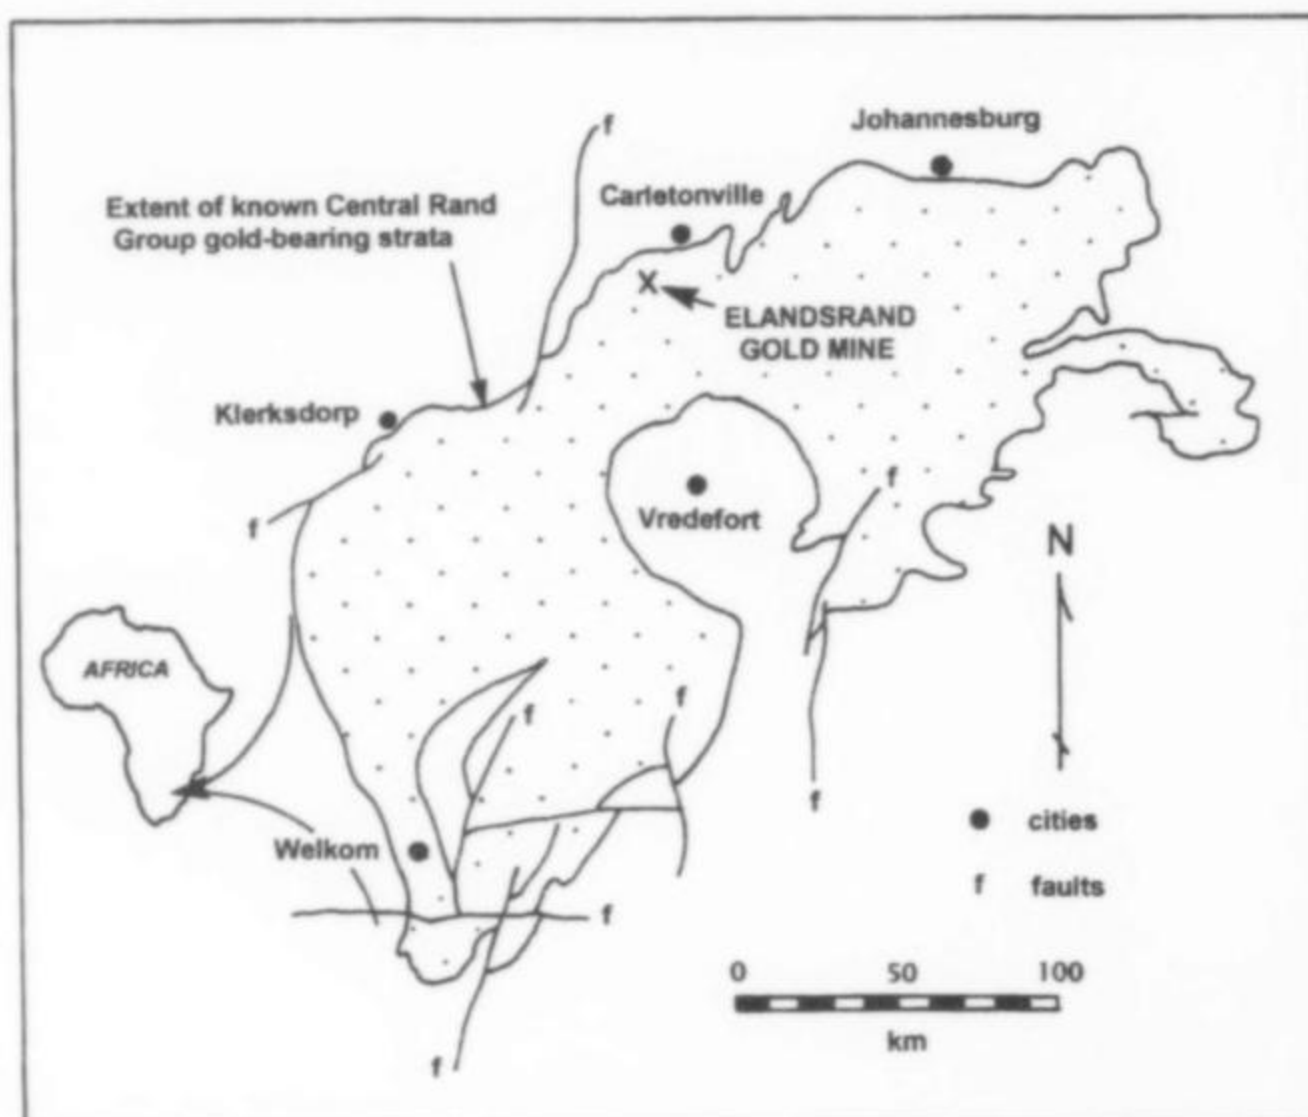 f
Johannesburg
Carletonville
Extent of known Central Rand
Group gold-bearing strata
X
ELANDSRAND
GOLD MINE
Klerksdorp
f
Vredefort
f
N
AFRICA
f
f
f
Welkom
cities
f faults
f
0 50 100
km
f